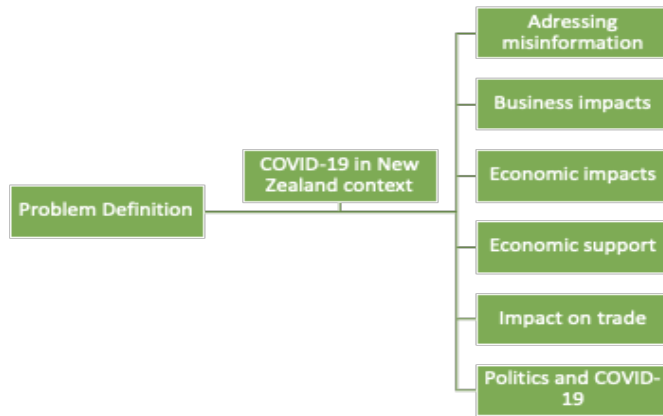 Problem Definition
COVID-19 in New
Zealand context
Adressing
misinformation
Business impacts
Economic impacts
Economic support
Impact on trade
Politics and COVID-
19